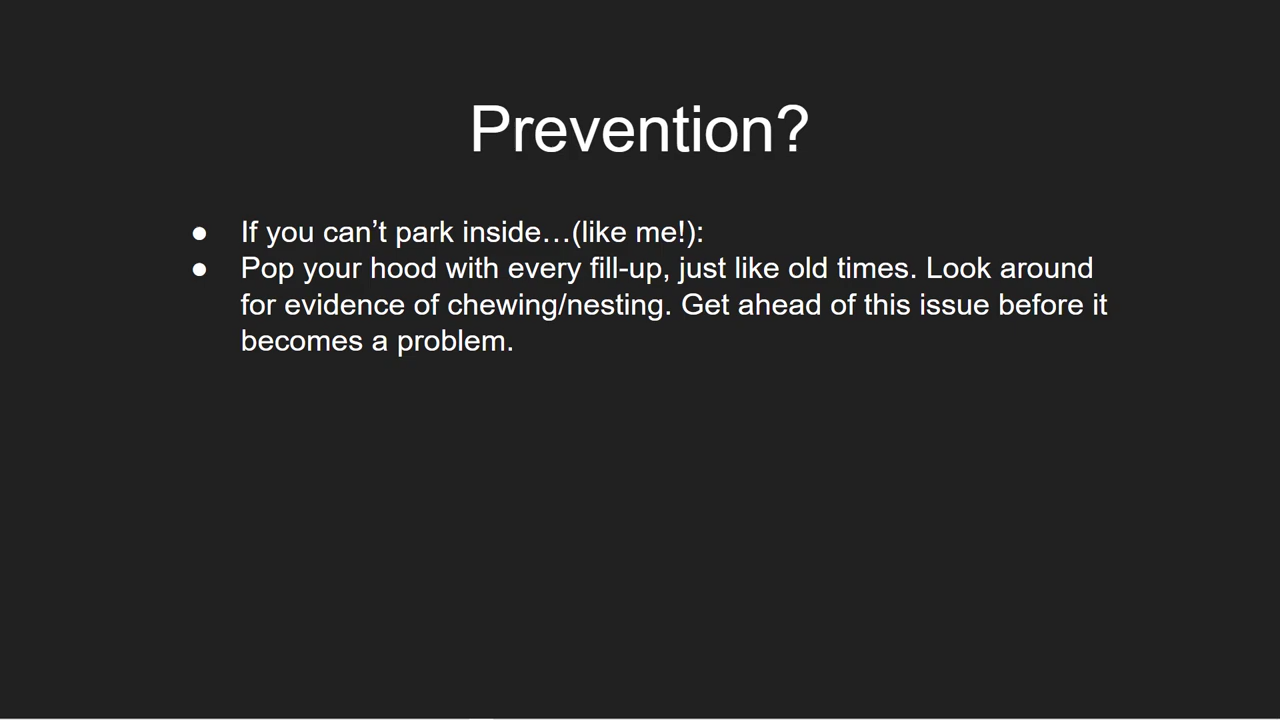 Prevention?
● If you can’t park inside…(like me!):
● Pop your hood with every fill-up, just like old times. Look around
for evidence of chewing/nesting. Get ahead of this issue before it
becomes a problem.